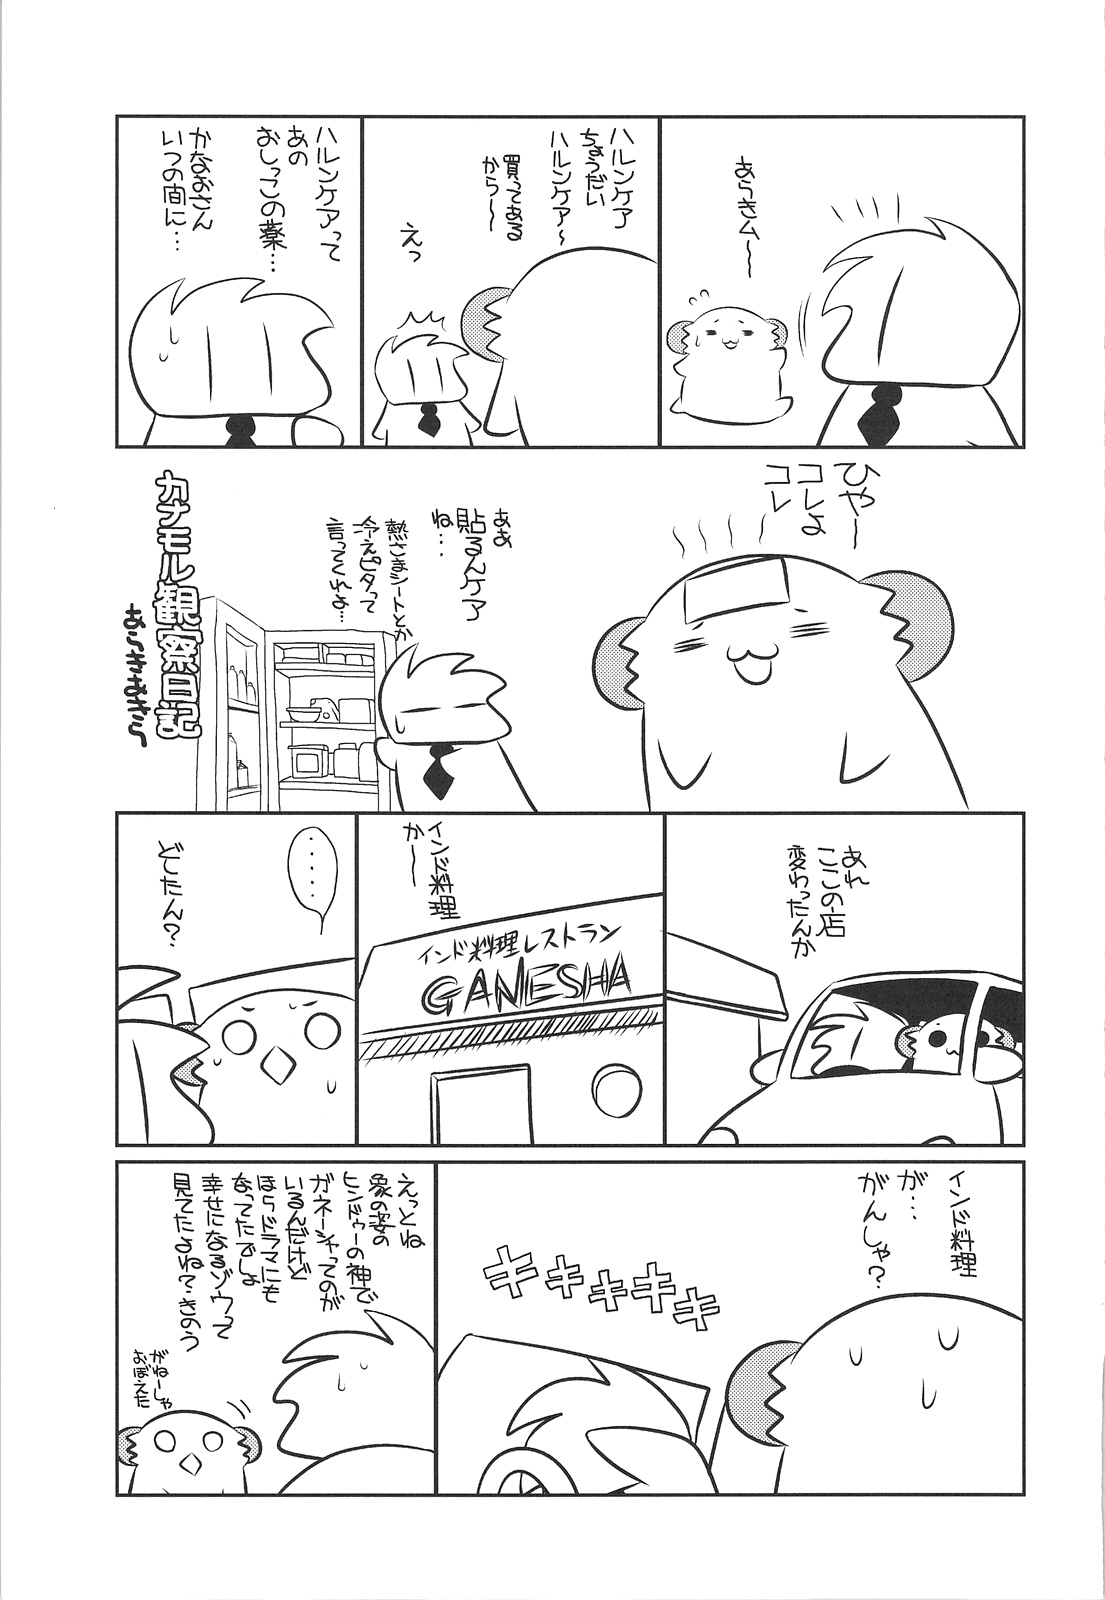 あらきムー
ハルンケア
ちょうだい
ハルンケア〜
買ってある
から〜
えっ
ハルンケアって
あの
おしっこの薬…
かなおさん
いつの間に…
ひやー
コレよ
コレ
ああ
貼るんケア
ね…
熱さまシートとか
冷えピタって
言ってくれよ…
カナモル観察日記
あらきあきら
あれ
ここの店
変わったんか
インド料理
か〜
インド料理レストラン
GANESHA
・・・・・
どしたん?
インド料理
が…
がんしゃ?
キキキキキ
えっとね
象の姿の
ヒンドゥーの神で
ガネーシャってのが
いるんだけど
ほらドラマにも
なってたでしょ
幸せになるゾウって
見てたよね?きのう
がねーしゃ
おぼえた